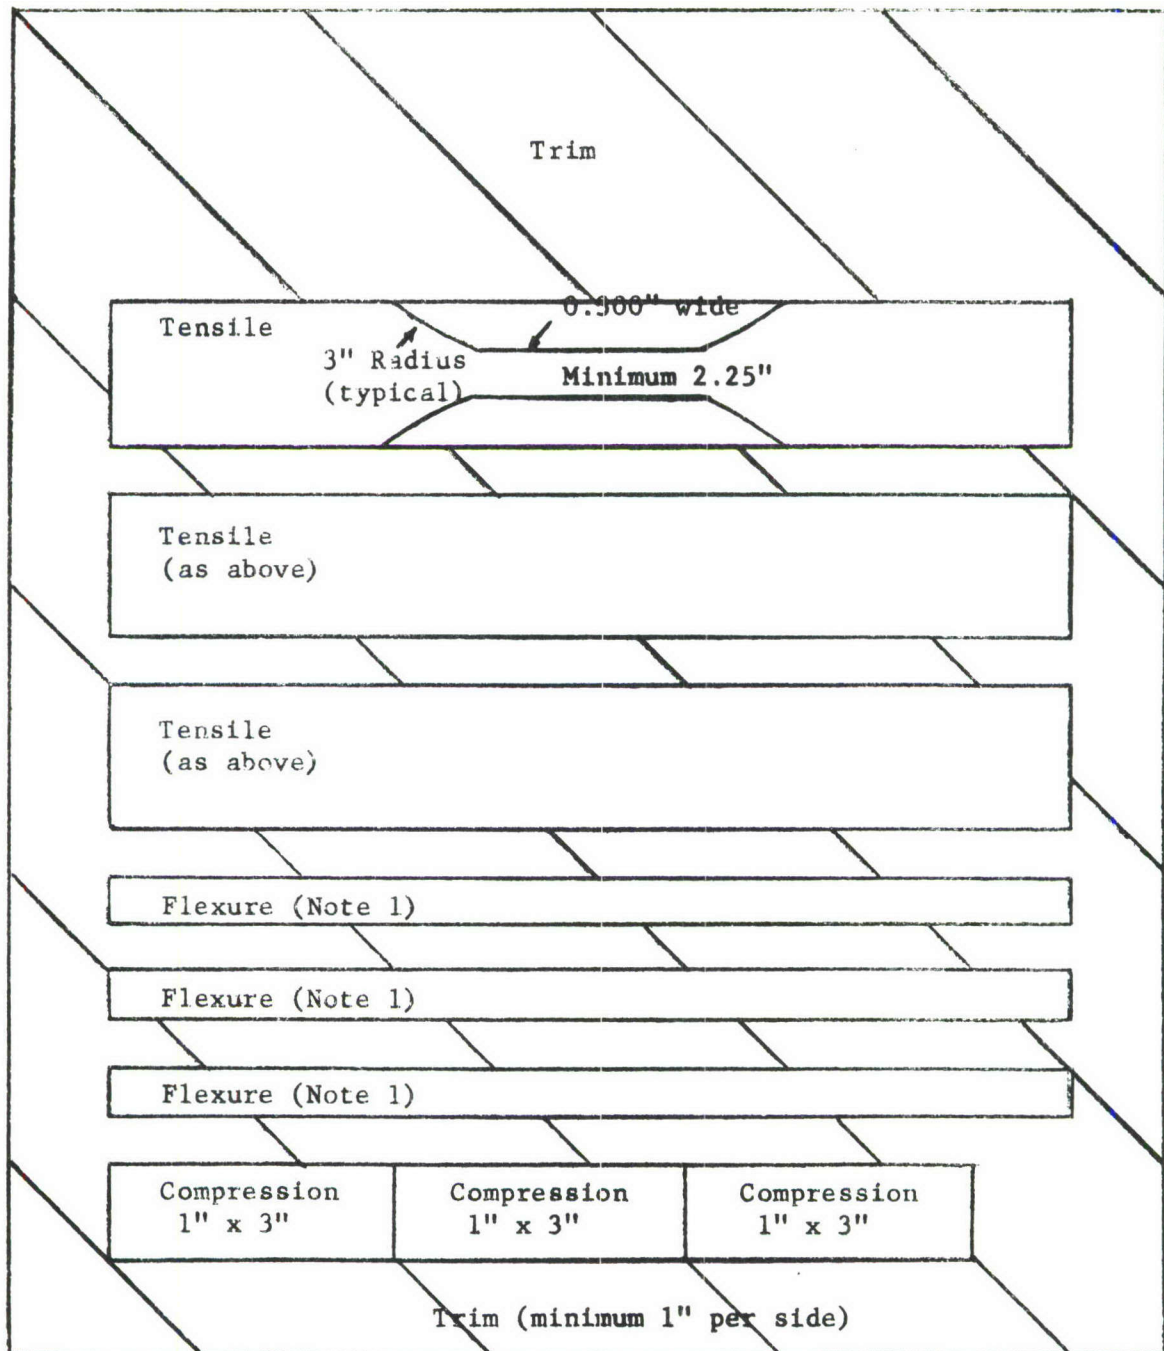 Trim
Tensile
wide
3" Radius
(typical)
Minimum 2.25"
Tensile
(as above)
Tensile
(as above)
Flexure (Note 1)
Flexure (Note 1)
Flexure (Note 1)
Compression
1" x 3"
Compression
1" x 3"
Compression
1" x 3"
Trim (minimum 1" per side)